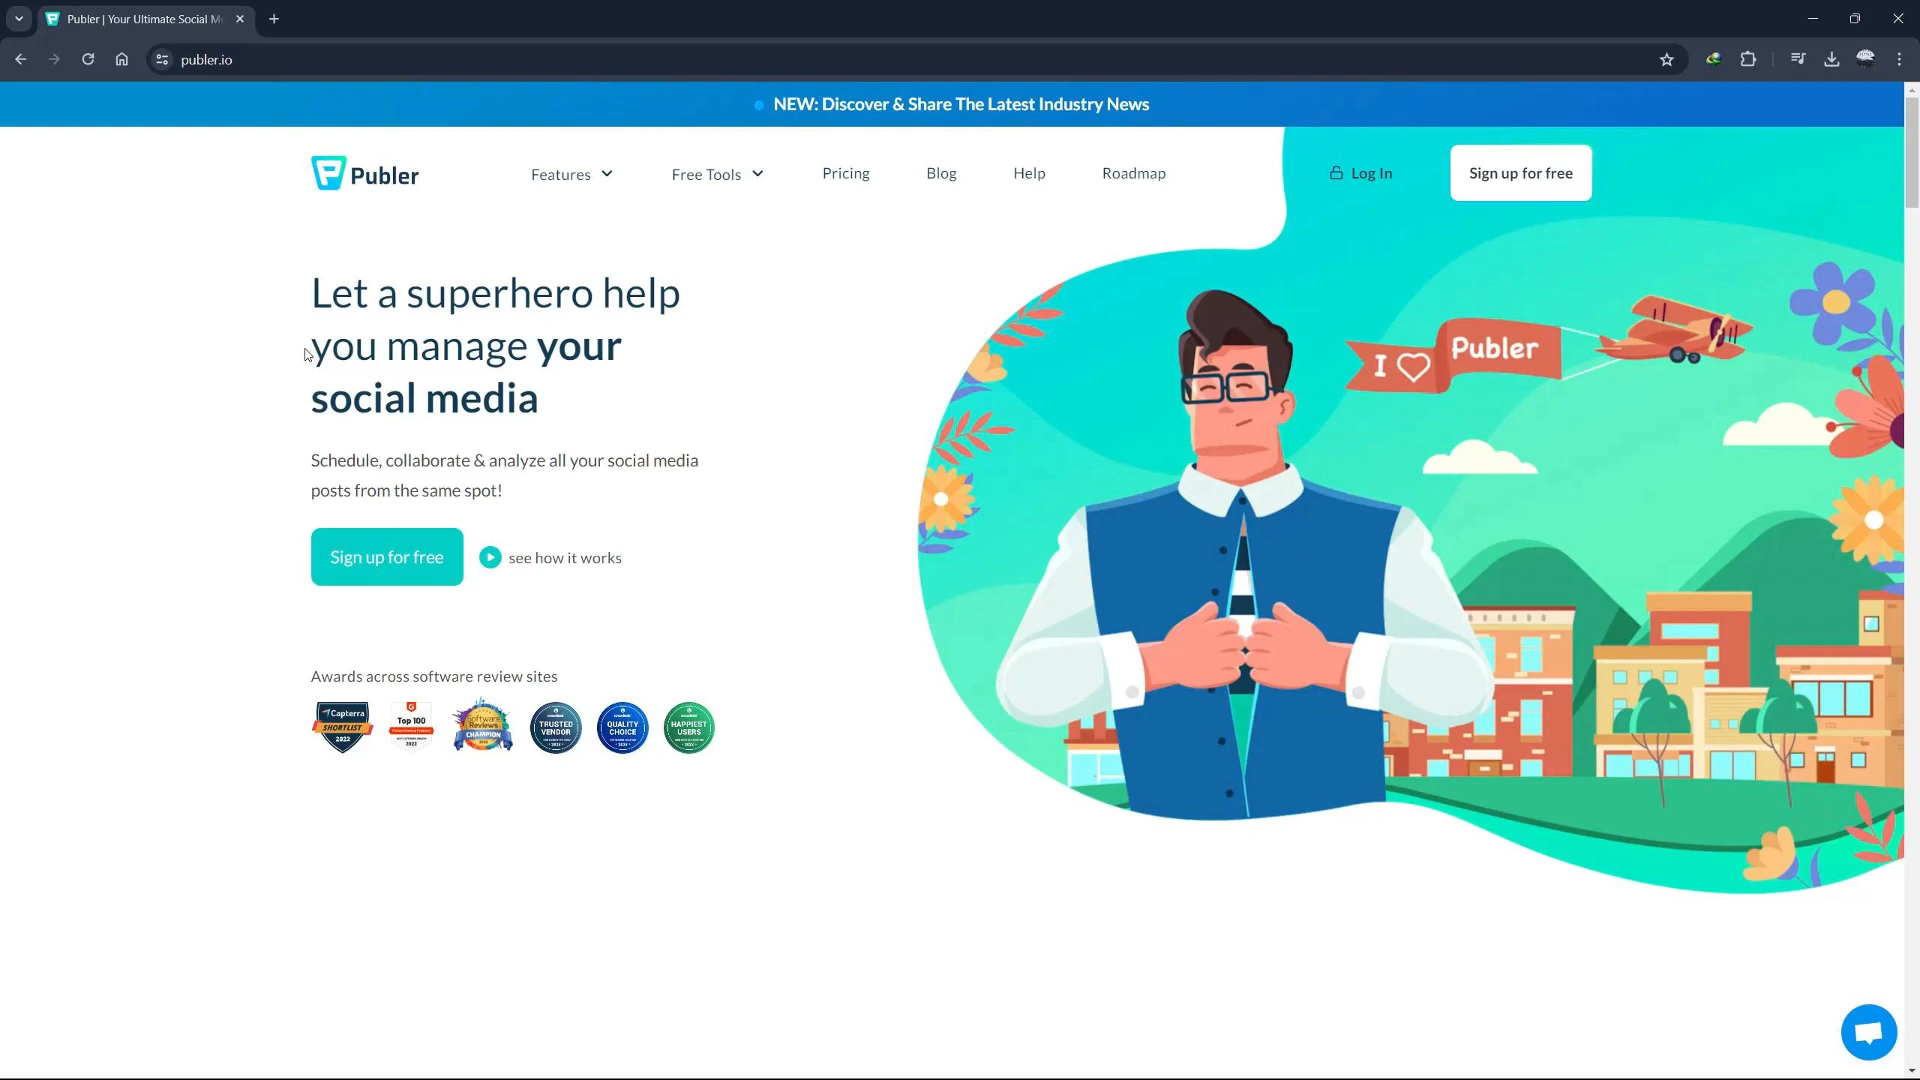 Publer | Your Ultimate Social M
publer.io
NEW: Discover & Share The Latest Industry News
Publer
Features
Free Tools
Pricing
Blog
Help
Roadmap
Log In
Sign up for free
Let a superhero help
you manage your
social media
I
Publer
Schedule, collaborate & analyze all your social media
posts from the same spot!
Sign up for free
see how it works
Awards across software review sites
Capterra
SHORTLIST
2022
Top 100
2022
Software
Reviews
CHAMPION
TRUSTED
VENDOR
QUALITY
CHOICE
HAPPIEST
USERS